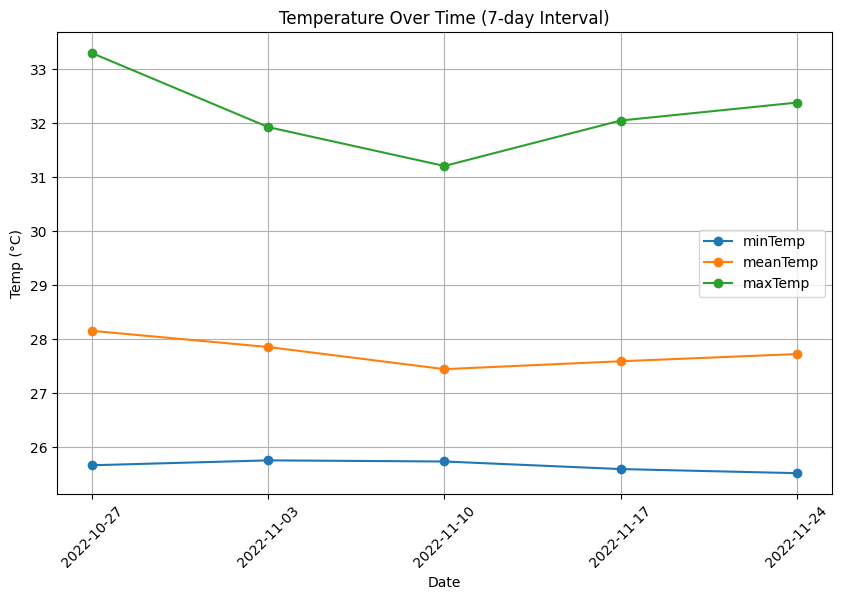 Temperature Over Time (7-day Interval)
Temp (°C)
33
32
31
30
29
28
27
26
minTemp
meanTemp
maxTemp
2022-10-27
2022-11-03
2022-11-10
2022-11-17
2022-11-24
Date